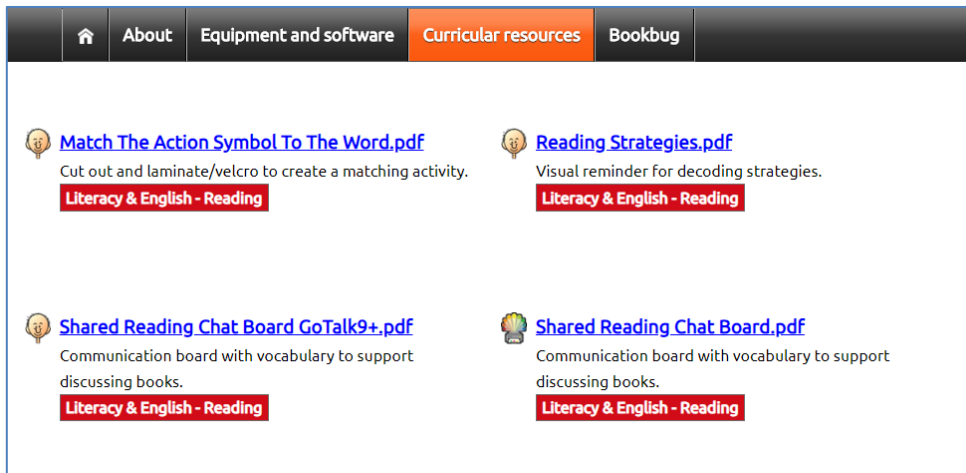 About Equipment and software Curricular resources Bookbug
Match The Action Symbol To The Word.pdf
Cut out and laminate/velcro to create a matching activity.
Literacy & English - Reading
Reading Strategies.pdf
Visual reminder for decoding strategies.
Literacy & English - Reading
Shared Reading Chat Board GoTalk9+.pdf
Communication board with vocabulary to support
discussing books.
Literacy & English - Reading
Shared Reading Chat Board.pdf
Communication board with vocabulary to support
discussing books.
Literacy & English - Reading